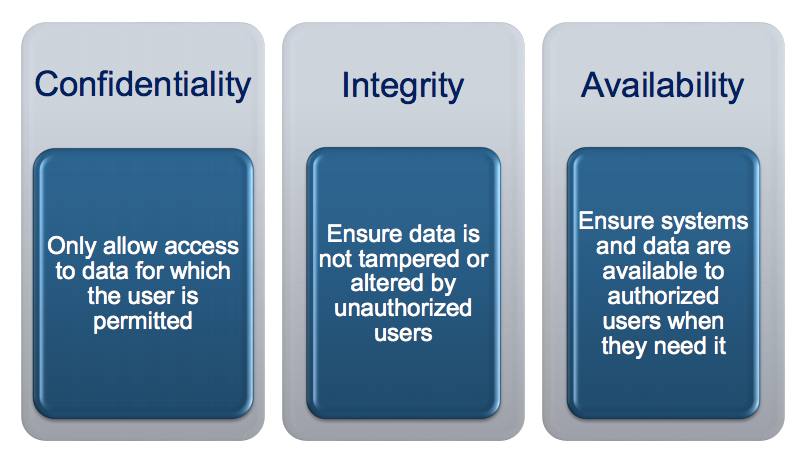 Confidentiality
Only allow access
to data for which
the user is
permitted
Integrity
Ensure data is
not tampered or
altered by
unauthorized
users
Availability
Ensure systems
and data are
available to
authorized
users when
they need it